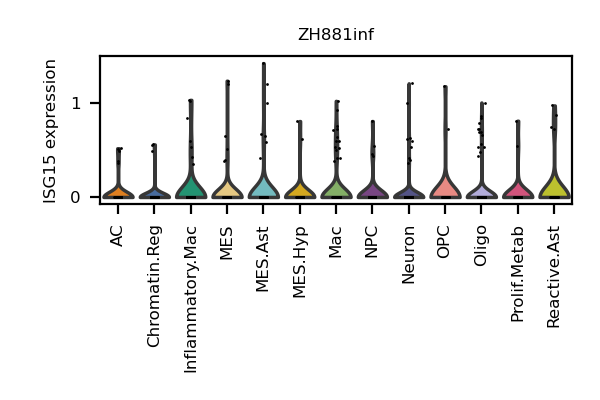 ZH881inf
ISG15 expression
1
0
AC
Chromatin.Reg
Inflammatory.Mac
MES
MES.Ast
MES.Hyp
Mac
NPC
Neuron
OPC
Oligo
Prolif.Metab
Reactive.Ast